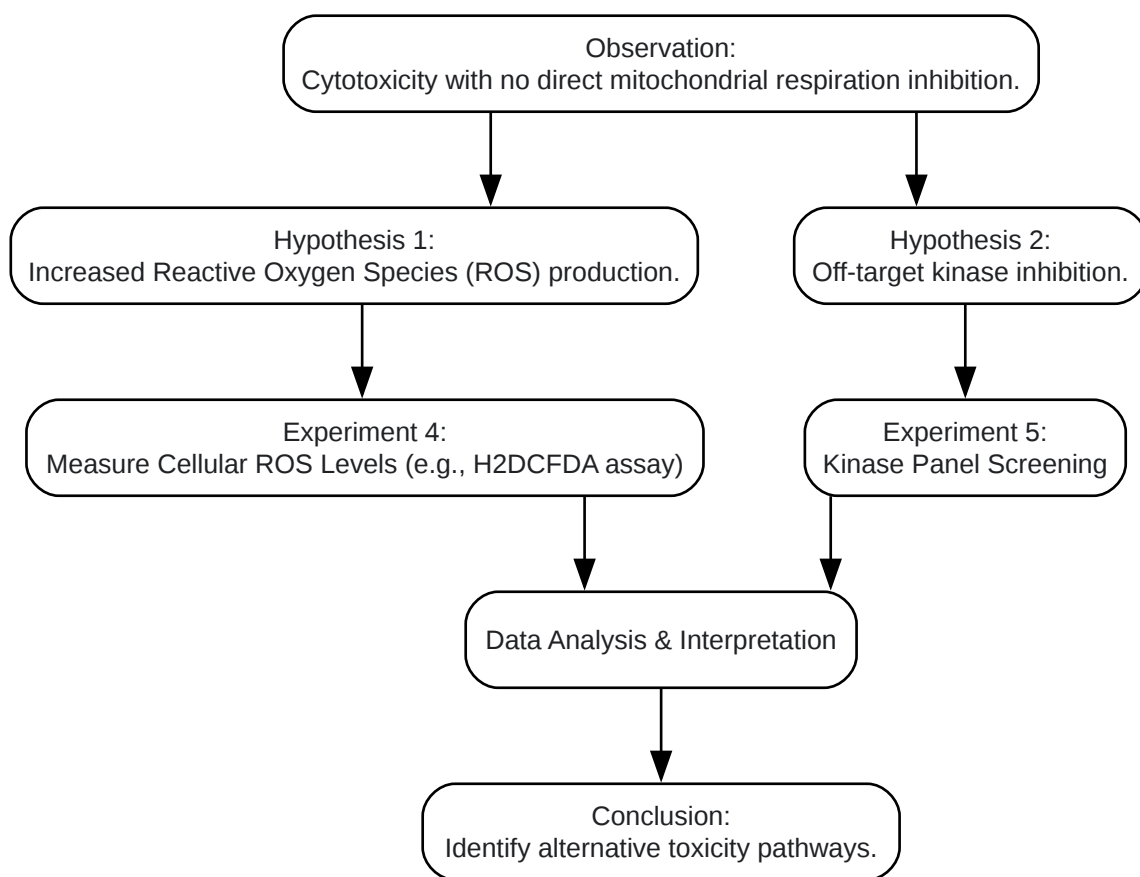 Observation:
Cytotoxicity with no direct mitochondrial respiration inhibition.
Hypothesis 1:
Increased Reactive Oxygen Species (ROS) production.
Hypothesis 2:
Off-target kinase inhibition.
Experiment 4:
Measure Cellular ROS Levels (e.g., H2DCFDA assay)
Experiment 5:
Kinase Panel Screening
Data Analysis & Interpretation
Conclusion:
Identify alternative toxicity pathways.